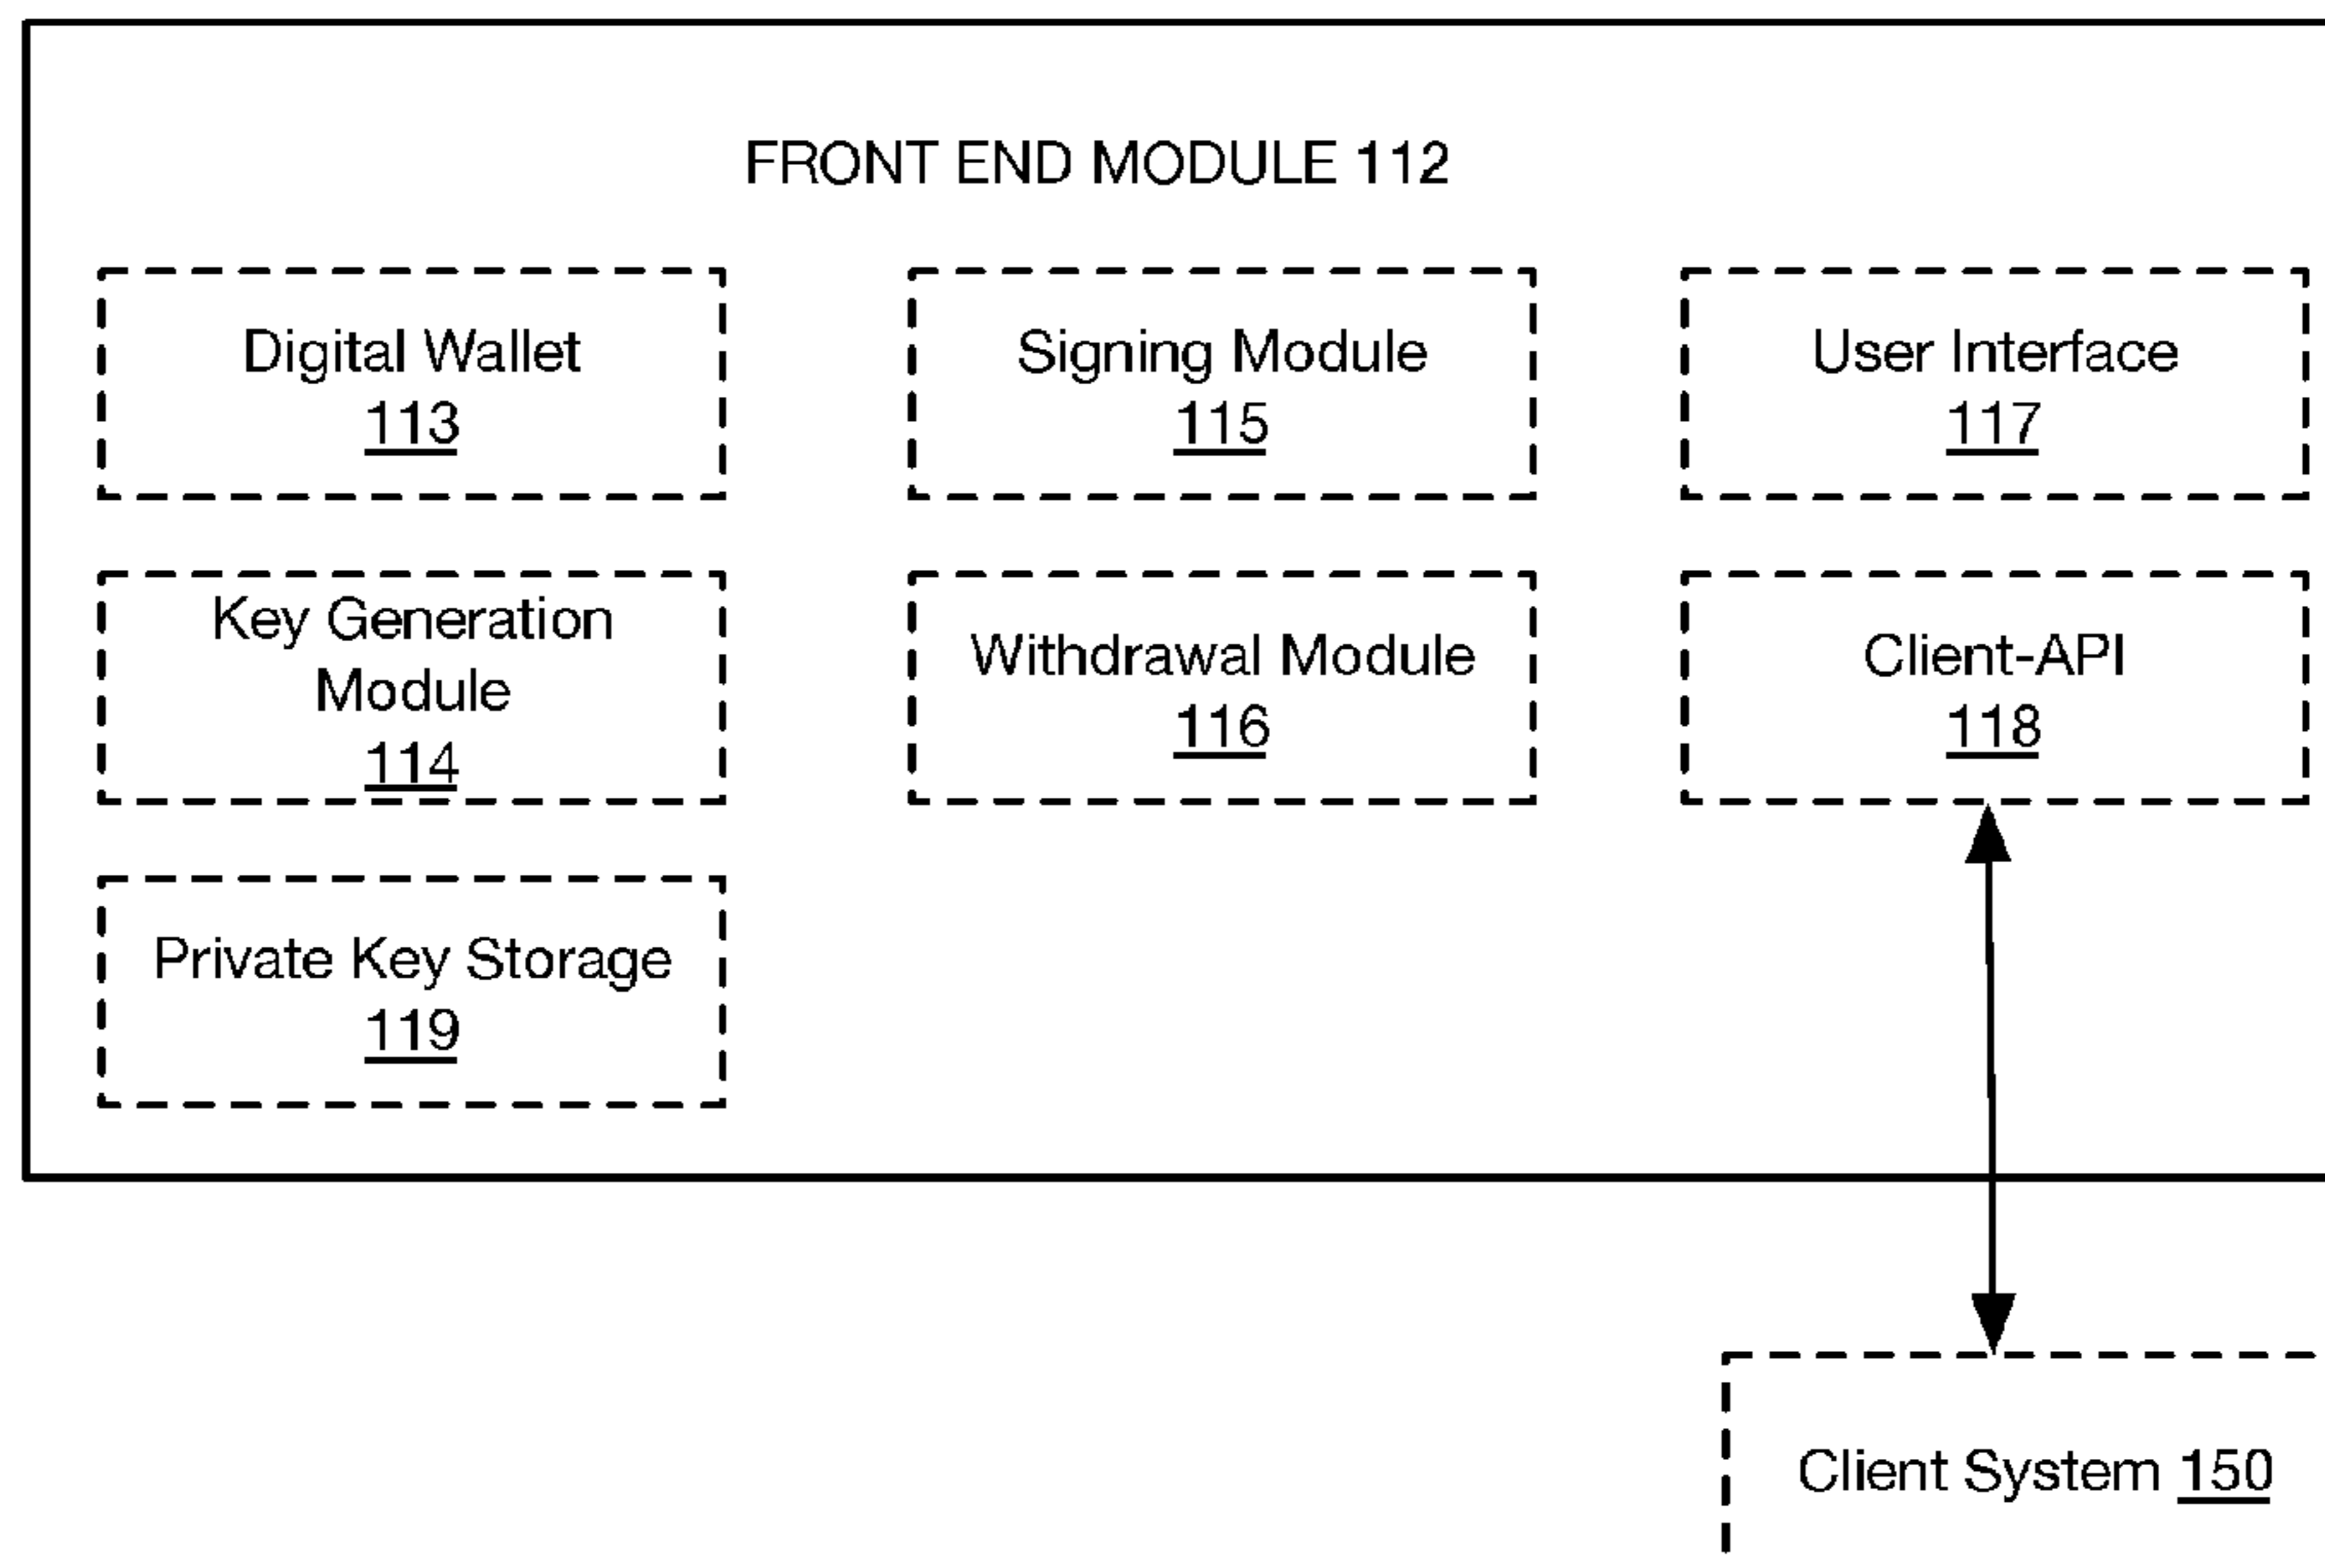 FRONT END MODULE 112
Digital Wallet
113
Signing Module
115
User Interface
117
Key Generation
Module
114
Withdrawal Module
116
Client-API
118
Private Key Storage
119
Client System 150